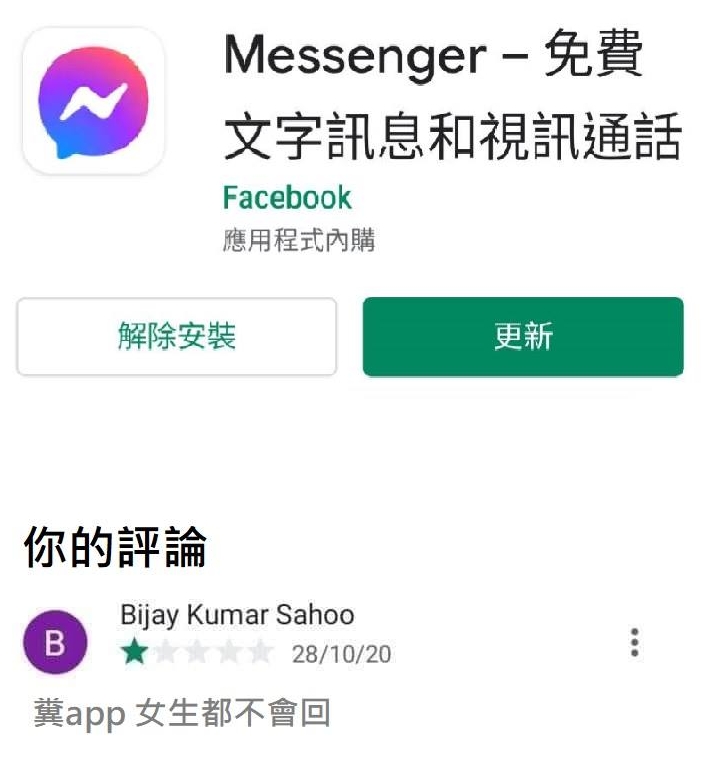 Messenger – 免費
文字訊息和視訊通話
Facebook
應用程式內購
解除安裝
更新
你的評論
B
Bijay Kumar Sahoo
28/10/20
糞app 女生都不會回